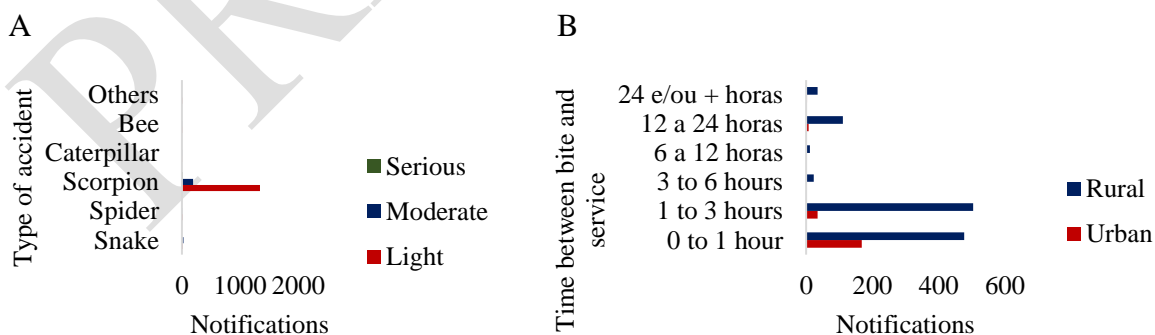 A
Type of accident
Others
Bee
Caterpillar
Scorpion
Spider
Snake
0 1000 2000
Notifications
Serious
Moderate
Light
B
Time between bite and
service
24 e/ou + horas
12 a 24 horas
6 a 12 horas
3 to 6 hours
1 to 3 hours
0 to 1 hour
0 200 400 600
Notifications
Rural
Urban